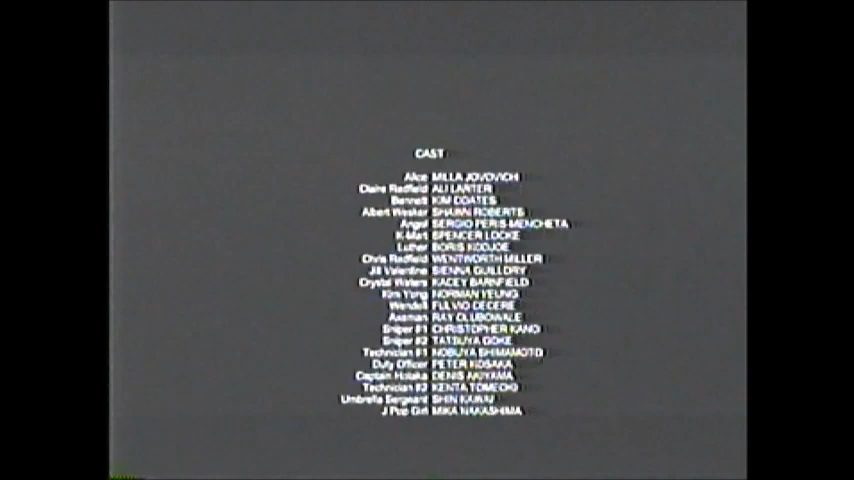 CAST
Alice MILLA JOVOVICH
Claire Redfield ALI LARTER
Bennett KIM COATES
Albert Wesker SHAWN ROBERTS
Angel SERGIO PERIS-MENCHETA
K-Mart SPENCER LOCKE
Luther BORIS KODJOE
Chris Redfield WENTWORTH MILLER
Jill Valentine SIENNA GUILLORY
Crystal Waters KACEY BARNFIELD
Kim Yong NORMAN YEUNG
Wendell FULVIO CECERE
Axeman RAY OLUBOWALE
Sniper #1 CHRISTOPHER KANO
Sniper #2 TATSUYA GOKE
Technician #1 NOBUYA SHIMAMOTO
Duty Officer PETER KOSAKA
Captain Hotaka DENIS AKIYAMA
Technician #2 KENTA TOMEOKI
Umbrella Sergeant SHIN KAWAI
J Pop Girl MIKA NAKASHIMA